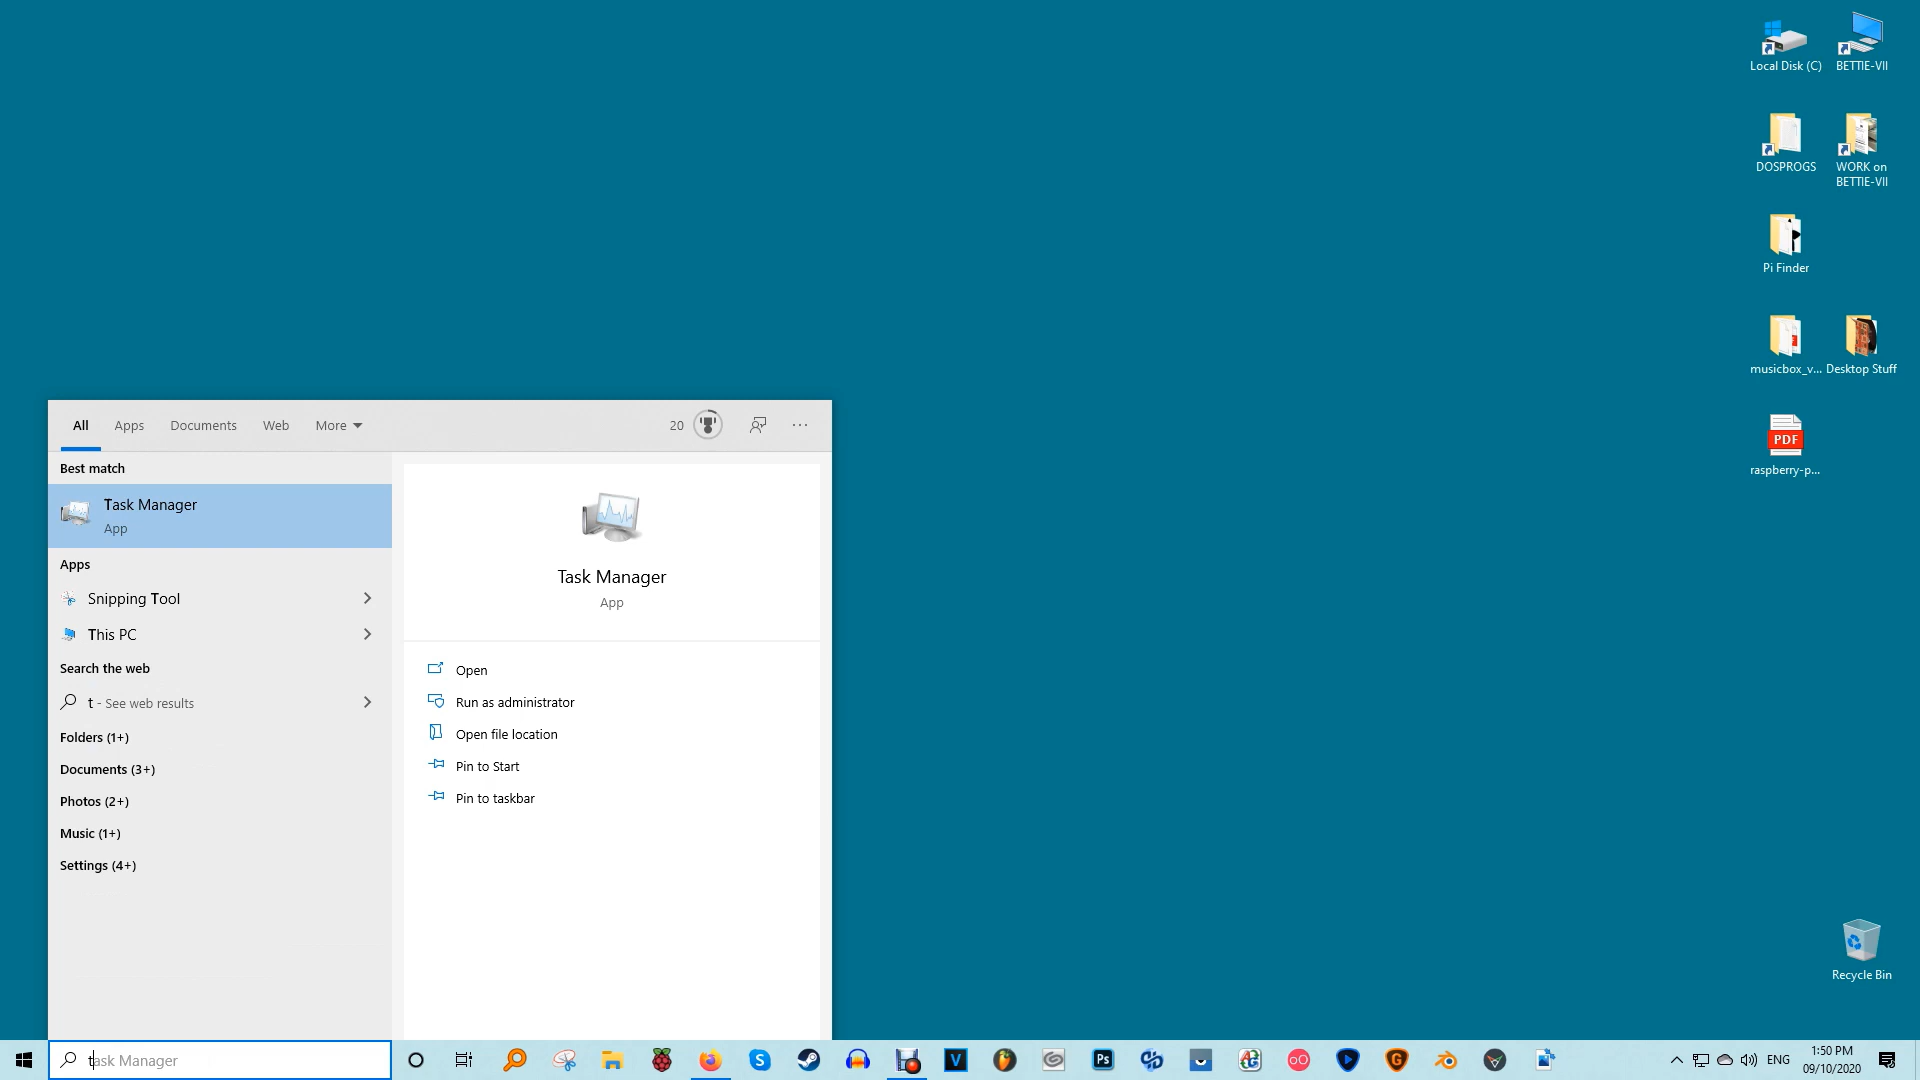 Local Disk (C)
BETTIE-VII
DOSPROGS
WORK on
BETTIE-VII
Pi Finder
musicbox_v...
Desktop Stuff
PDF
raspberry-p...
All
Apps
Documents
Web
More
20
Best match
Task Manager
App
Apps
Snipping Tool
This PC
Search the web
t - See web results
Folders (1+)
Documents (3+)
Photos (2+)
Music (1+)
Settings (4+)
Task Manager
App
Open
Run as administrator
Open file location
Pin to Start
Pin to taskbar
Recycle Bin
task Manager
S
V
Ps
G
ENG
1:50 PM
09/10/2020